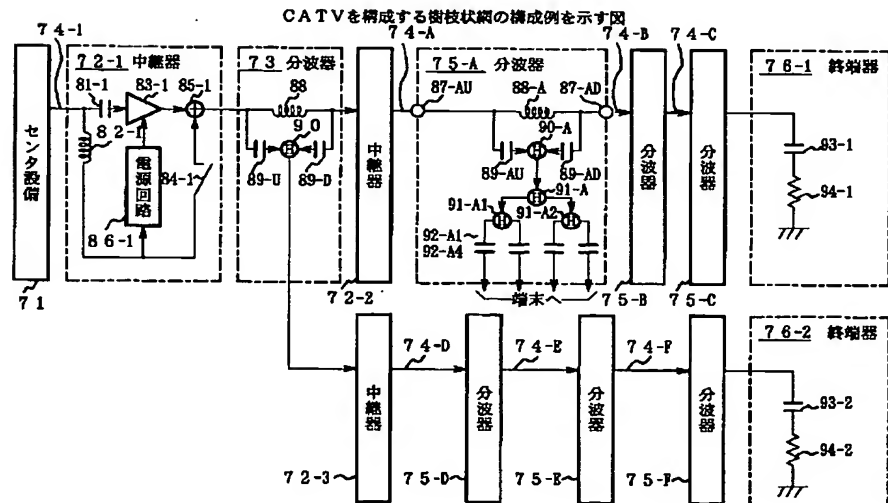 CATVを構成する樹枝状網の構成例を示す図
74-1
72-1 中継器
81-1
83-1
85-1
82-1
84-1
電源回路
86-1
センタ設備
71
73 分波器
88
90
89-U
89-D
中継器
72-2
74-A
75-A 分波器
87-AU
88-A
87-AD
90-A
89-AU
89-AD
91-A
91-A1
91-A2
92-A1
92-A4
端末へ
74-B
分波器
75-B
74-C
分波器
75-C
76-1 終端器
93-1
94-1
中継器
72-3
74-D
分波器
75-D
74-E
分波器
75-E
74-F
分波器
75-F
76-2 終端器
93-2
94-2